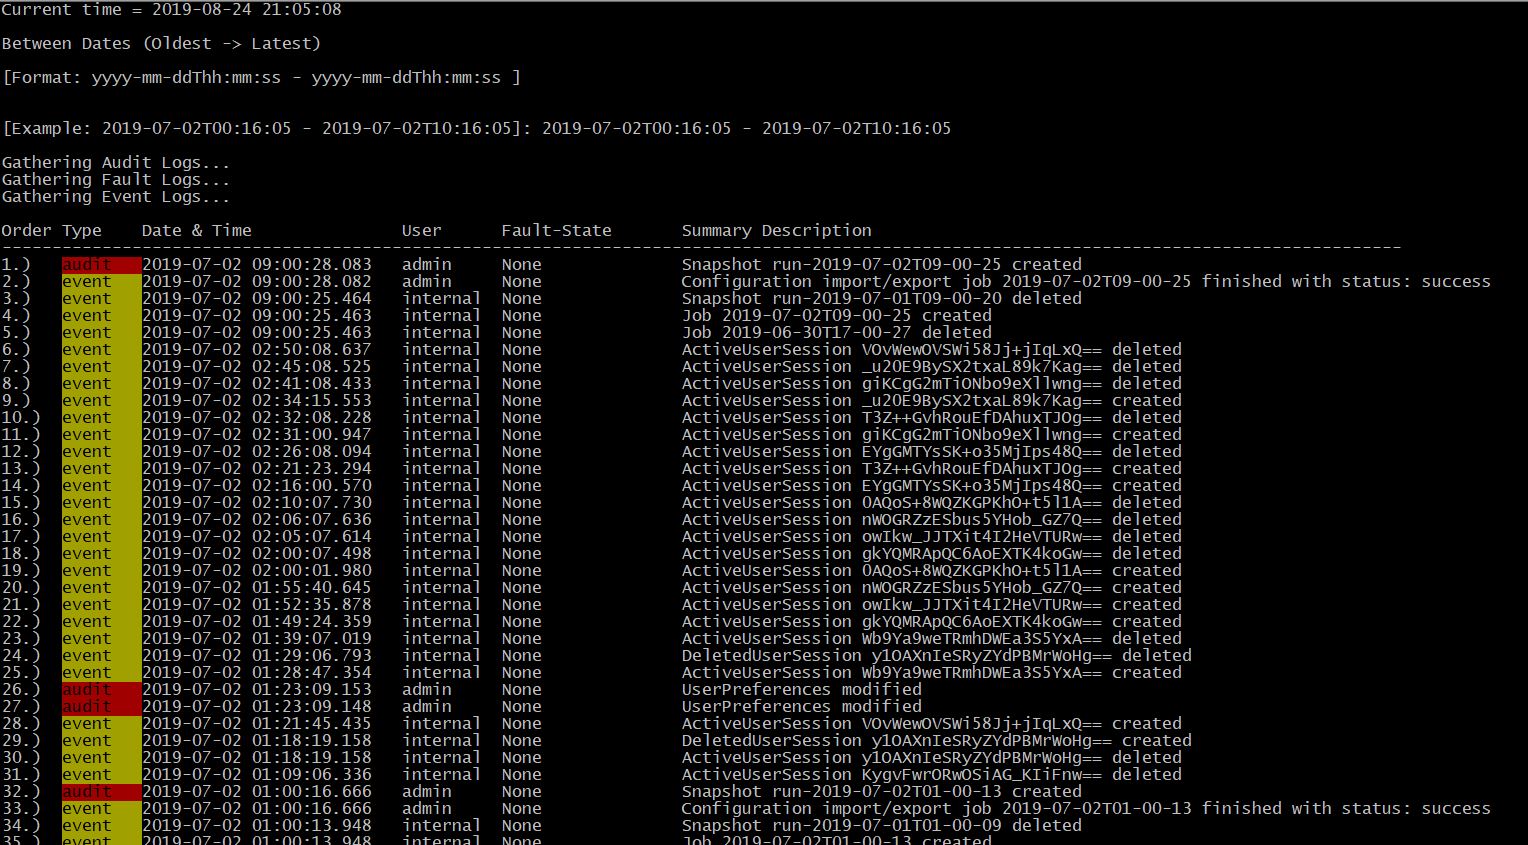 Current time = 2019-08-24 21:05:08
Between Dates (Oldest -> Latest)
[Format: yyyy-mm-ddThh:mm:ss - yyyy-mm-ddThh:mm:ss ]
[Example: 2019-07-02T00:16:05 - 2019-07-02T10:16:05]: 2019-07-02T00:16:05 - 2019-07-02T10:16:05
Gathering Audit Logs...
Gathering Fault Logs...
Gathering Event Logs...
Order Type Date & Time User Fault-State Summary Description
--------------------------------------------------------------------------------------------------------------------------------------------
1.) audit 2019-07-02 09:00:28.083 admin None Snapshot run-2019-07-02T09-00-25 created
2.) event 2019-07-02 09:00:28.082 admin None Configuration import/export job 2019-07-02T09-00-25 finished with status: success
3.) event 2019-07-02 09:00:25.464 internal None Snapshot run-2019-07-01T09-00-20 deleted
4.) event 2019-07-02 09:00:25.463 internal None Job 2019-07-02T09-00-25 created
5.) event 2019-07-02 09:00:25.463 internal None Job 2019-06-30T17-00-27 deleted
6.) event 2019-07-02 02:50:08.637 internal None ActiveUserSession VOvWewOVSWi58Jj+jIqLxQ== deleted
7.) event 2019-07-02 02:45:08.525 internal None ActiveUserSession _u2OE9BySX2txaL89k7Kag== deleted
8.) event 2019-07-02 02:41:08.433 internal None ActiveUserSession giKCgG2mTiONbo9eXllwng== deleted
9.) event 2019-07-02 02:34:15.553 internal None ActiveUserSession _u2OE9BySX2txaL89k7Kag== created
10.) event 2019-07-02 02:32:08.228 internal None ActiveUserSession T3Z++GvhRouEfDAhuxTJOg== deleted
11.) event 2019-07-02 02:31:00.947 internal None ActiveUserSession giKCgG2mTiONbo9eXllwng== created
12.) event 2019-07-02 02:26:08.094 internal None ActiveUserSession EYgGMTYsSK+o35MjIps48Q== deleted
13.) event 2019-07-02 02:21:23.294 internal None ActiveUserSession T3Z++GvhRouEfDAhuxTJOg== created
14.) event 2019-07-02 02:16:00.570 internal None ActiveUserSession EYgGMTYsSK+o35MjIps48Q== created
15.) event 2019-07-02 02:10:07.730 internal None ActiveUserSession 0AQoS+8WQZKGPKhO+t5l1A== deleted
16.) event 2019-07-02 02:06:07.636 internal None ActiveUserSession nWOGRZzESbus5YHob_GZ7Q== deleted
17.) event 2019-07-02 02:05:07.614 internal None ActiveUserSession owIkw_JJTXit4I2HeVTURw== deleted
18.) event 2019-07-02 02:00:07.498 internal None ActiveUserSession gkYQMRApQC6AoEXTK4koGw== deleted
19.) event 2019-07-02 02:00:01.980 internal None ActiveUserSession 0AQoS+8WQZKGPKhO+t5l1A== created
20.) event 2019-07-02 01:55:40.645 internal None ActiveUserSession nWOGRZzESbus5YHob_GZ7Q== created
21.) event 2019-07-02 01:52:35.878 internal None ActiveUserSession owIkw_JJTXit4I2HeVTURw== created
22.) event 2019-07-02 01:49:24.359 internal None ActiveUserSession gkYQMRApQC6AoEXTK4koGw== created
23.) event 2019-07-02 01:39:07.019 internal None ActiveUserSession Wb9Ya9weTRmhDWEa3S5YxA== deleted
24.) event 2019-07-02 01:29:06.793 internal None DeletedUserSession y1OAXnIeSRyZYdPBMrWoHg== deleted
25.) event 2019-07-02 01:28:47.354 internal None ActiveUserSession Wb9Ya9weTRmhDWEa3S5YxA== created
26.) audit 2019-07-02 01:23:09.153 admin None UserPreferences modified
27.) audit 2019-07-02 01:23:09.148 admin None UserPreferences modified
28.) event 2019-07-02 01:21:45.435 internal None ActiveUserSession VOvWewOVSWi58Jj+jIqLxQ== created
29.) event 2019-07-02 01:18:19.158 internal None DeletedUserSession y1OAXnIeSRyZYdPBMrWoHg== created
30.) event 2019-07-02 01:18:19.158 internal None ActiveUserSession y1OAXnIeSRyZYdPBMrWoHg== deleted
31.) event 2019-07-02 01:09:06.336 internal None ActiveUserSession KygvFwrORwOSiAG_KIiFnw== deleted
32.) audit 2019-07-02 01:00:16.666 admin None Snapshot run-2019-07-02T01-00-13 created
33.) event 2019-07-02 01:00:16.666 admin None Configuration import/export job 2019-07-02T01-00-13 finished with status: success
34.) event 2019-07-02 01:00:13.948 internal None Snapshot run-2019-07-01T01-00-09 deleted
35.) event 2019-07-02 01:00:13.948 internal None Job 2019-07-02T01-00-13 created